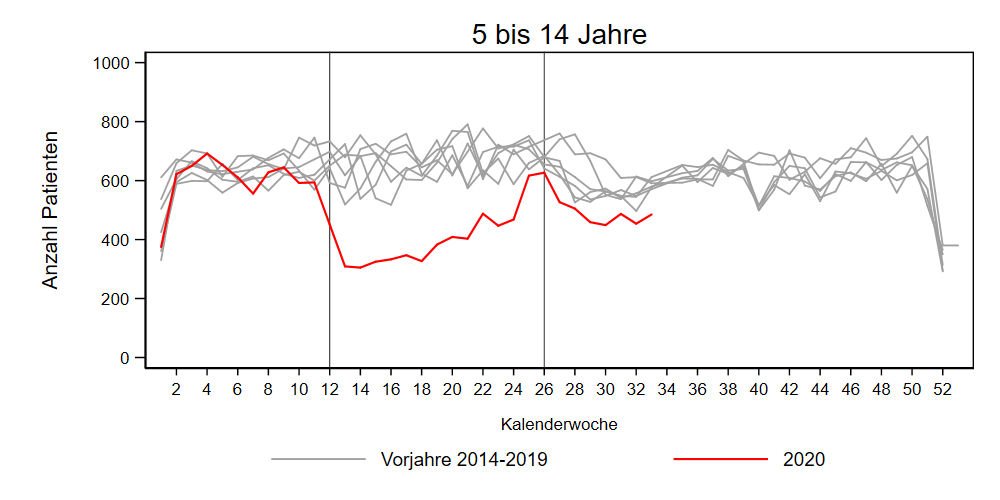 5 bis 14 Jahre
Anzahl Patienten
1000
800
600
400
200
0
2 4 6 8 10 12 14 16 18 20 22 24 26 28 30 32 34 36 38 40 42 44 46 48 50 52
Kalenderwoche
Vorjahre 2014-2019 2020